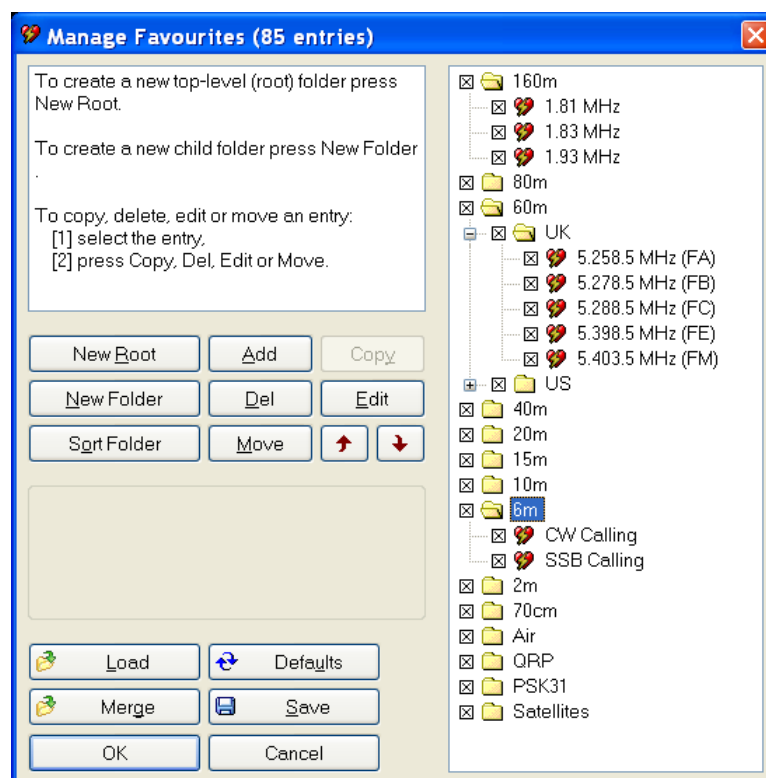 Manage Favourites (85 entries)
To create a new top-level (root) folder press
New Root.
To create a new child folder press New Folder
.
To copy, delete, edit or move an entry:
[1] select the entry,
[2] press Copy, Del, Edit or Move.
New Root
Add
Copy
New Folder
Del
Edit
Sort Folder
Move
Load
Defaults
Merge
Save
OK
Cancel
160m
1.81 MHz
1.83 MHz
1.93 MHz
80m
60m
UK
5.258.5 MHz (FA)
5.278.5 MHz (FB)
5.288.5 MHz (FC)
5.398.5 MHz (FE)
5.403.5 MHz (FM)
US
40m
20m
15m
10m
6m
CW Calling
SSB Calling
2m
70cm
Air
QRP
PSK31
Satellites